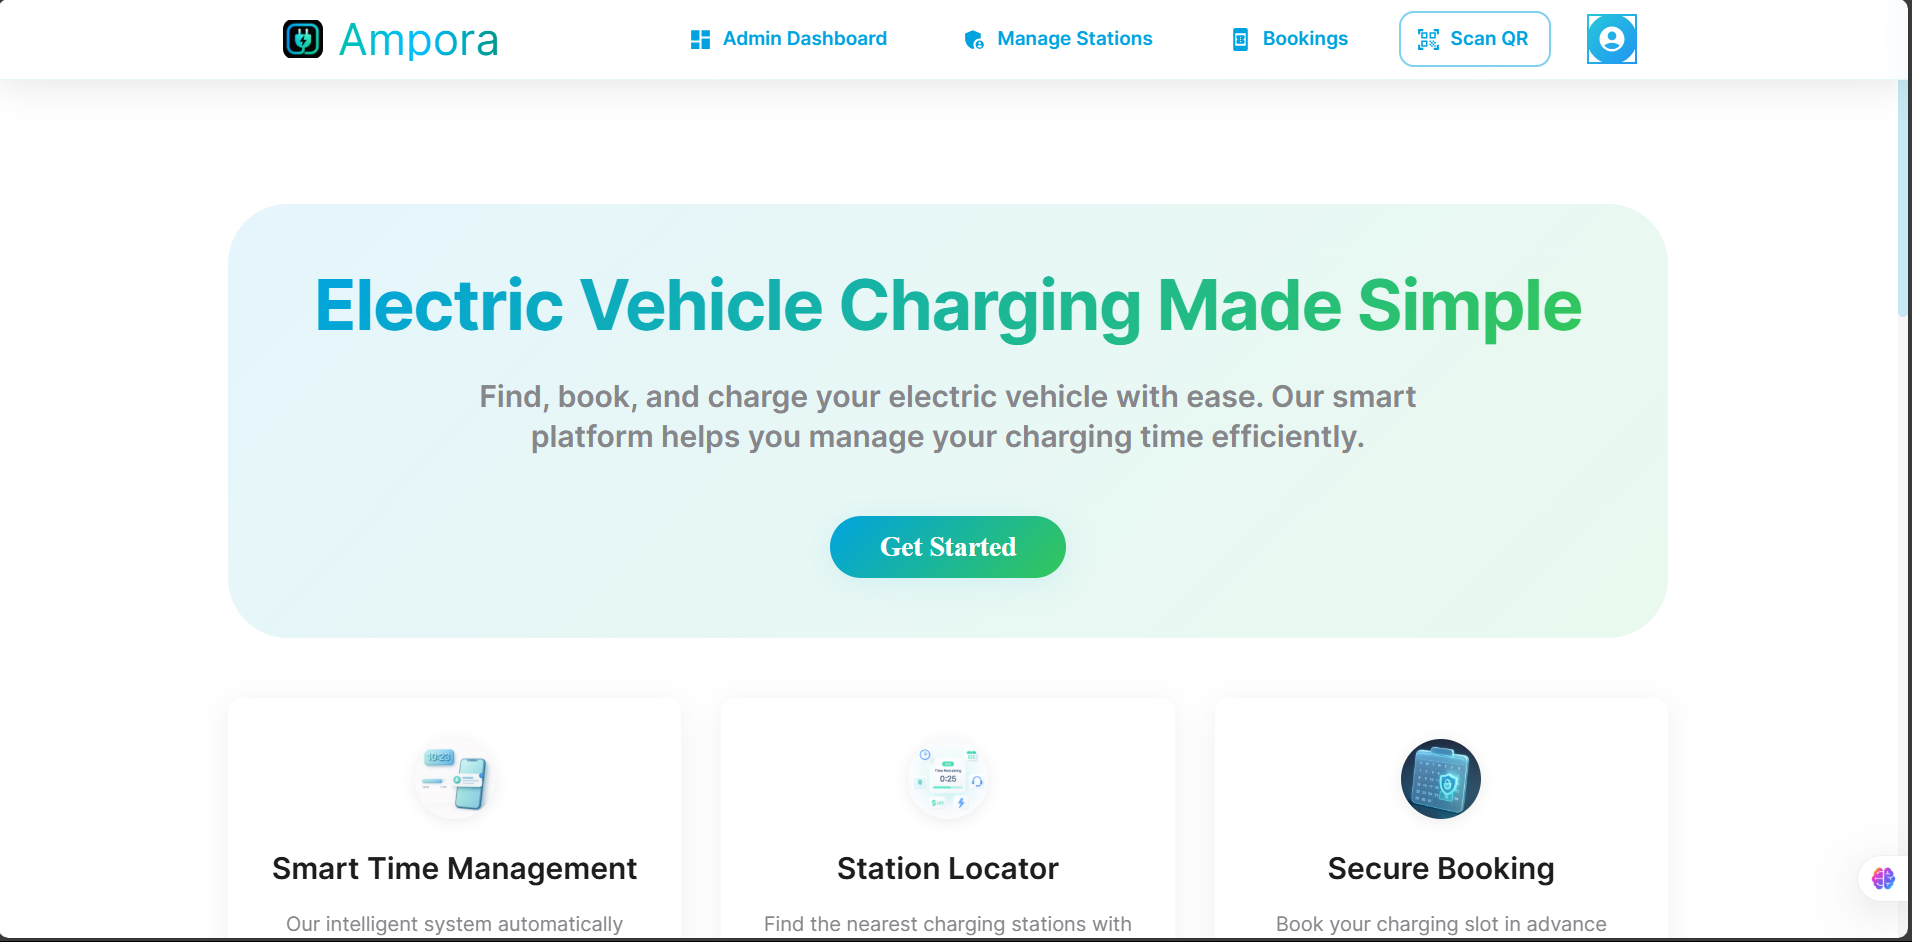 Ampora
Admin Dashboard
Manage Stations
Bookings
Scan QR
Electric Vehicle Charging Made Simple
Find, book, and charge your electric vehicle with ease. Our smart
platform helps you manage your charging time efficiently.
Get Started
10:23
Time Remaining
0:25
Smart Time Management
Station Locator
Secure Booking
Our intelligent system automatically
Find the nearest charging stations with
Book your charging slot in advance